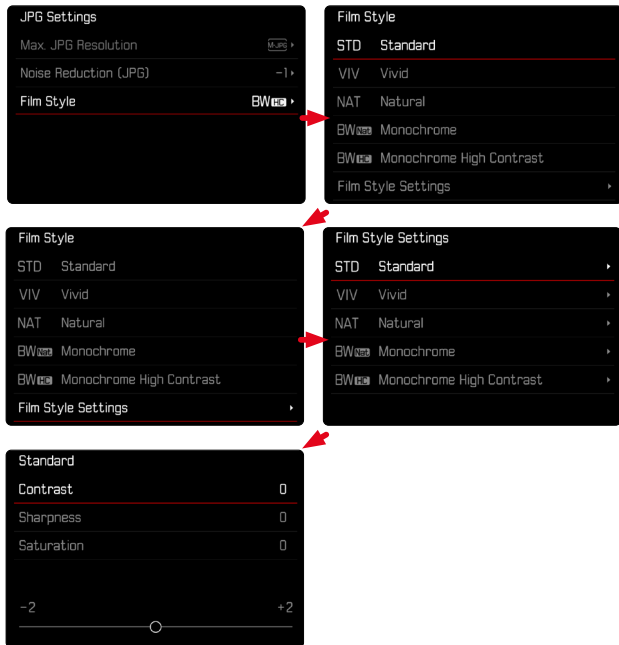 JPG Settings
Max. JPG Resolution M-JPG
Noise Reduction (JPG) -1
Film Style BW HC
Film Style
STD Standard
VIV Vivid
NAT Natural
BW Nat. Monochrome
BW HC Monochrome High Contrast
Film Style Settings
Film Style
STD Standard
VIV Vivid
NAT Natural
BW Nat. Monochrome
BW HC Monochrome High Contrast
Film Style Settings
Film Style Settings
STD Standard
VIV Vivid
NAT Natural
BW Nat. Monochrome
BW HC Monochrome High Contrast
Standard
Contrast 0
Sharpness 0
Saturation 0
-2 +2